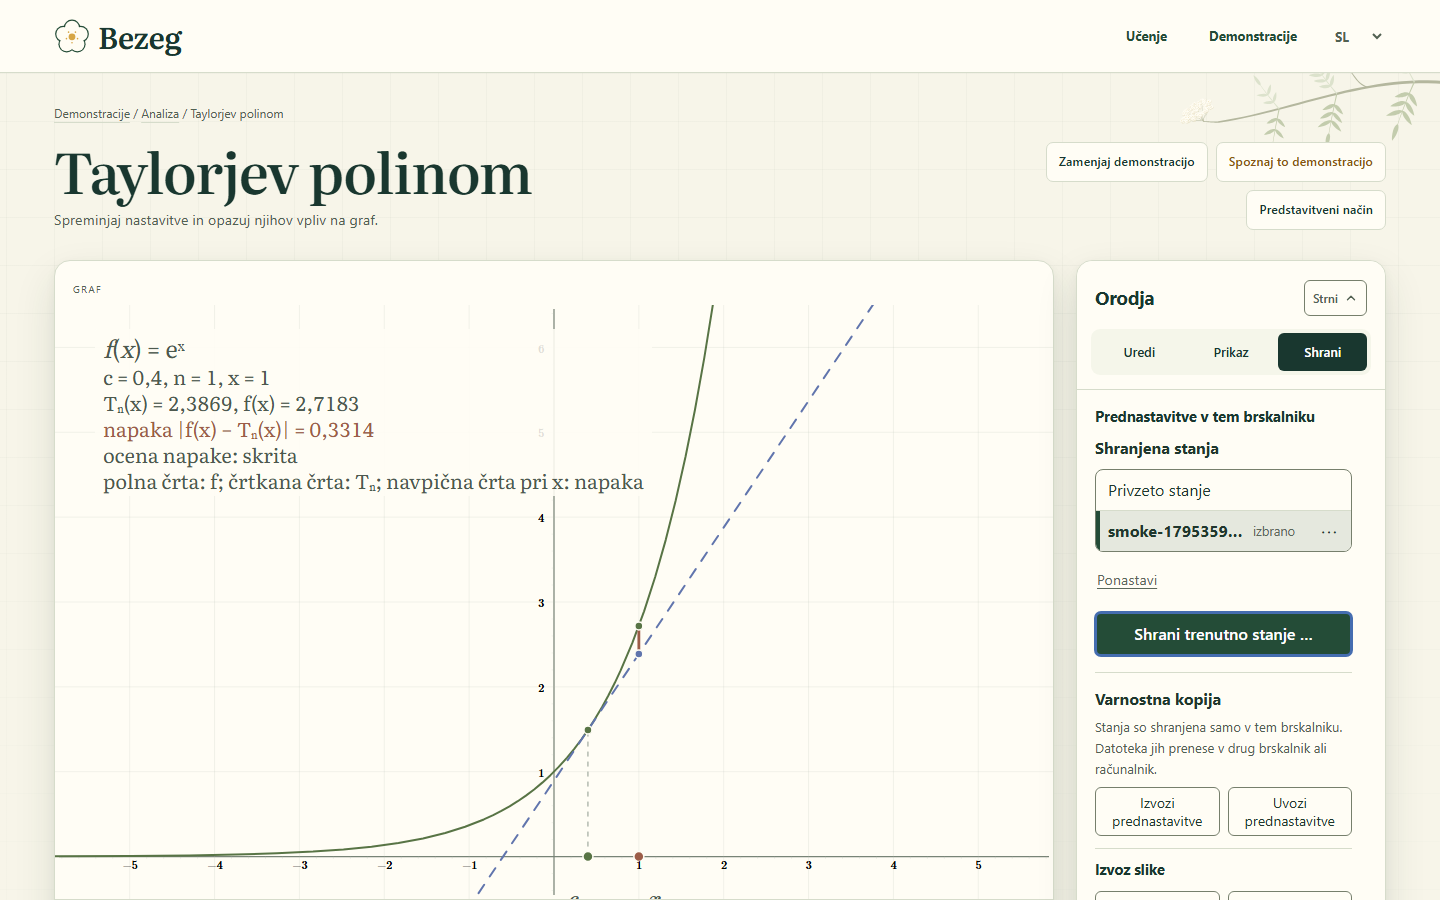 Bezeg
Učenje
Demonstracije
SL
Demonstracije / Analiza / Taylorjev polinom
Taylorjev polinom
Spreminjaj nastavitve in opazuj njihov vpliv na graf.
Zamenjaj demonstracijo
Spoznaj to demonstracijo
Predstavitveni način
GRAF
f(x) = eˣ
c = 0,4, n = 1, x = 1
Tₙ(x) = 2,3869, f(x) = 2,7183
napaka |f(x) − Tₙ(x)| = 0,3314
ocena napake: skrita
polna črta: f; črtkana črta: Tₙ; navpična črta pri x: napaka
6
5
4
3
2
1
−5 −4 −3 −2 −1 1 2 3 4 5
Orodja
Strni
Uredi
Prikaz
Shrani
Prednastavitve v tem brskalniku
Shranjena stanja
Privzeto stanje
smoke-1795359... izbrano ...
Ponastavi
Shrani trenutno stanje ...
Varnostna kopija
Stanja so shranjena samo v tem brskalniku.
Datoteka jih prenese v drug brskalnik ali
računalnik.
Izvozi
prednastavitve
Uvozi
prednastavitve
Izvoz slike